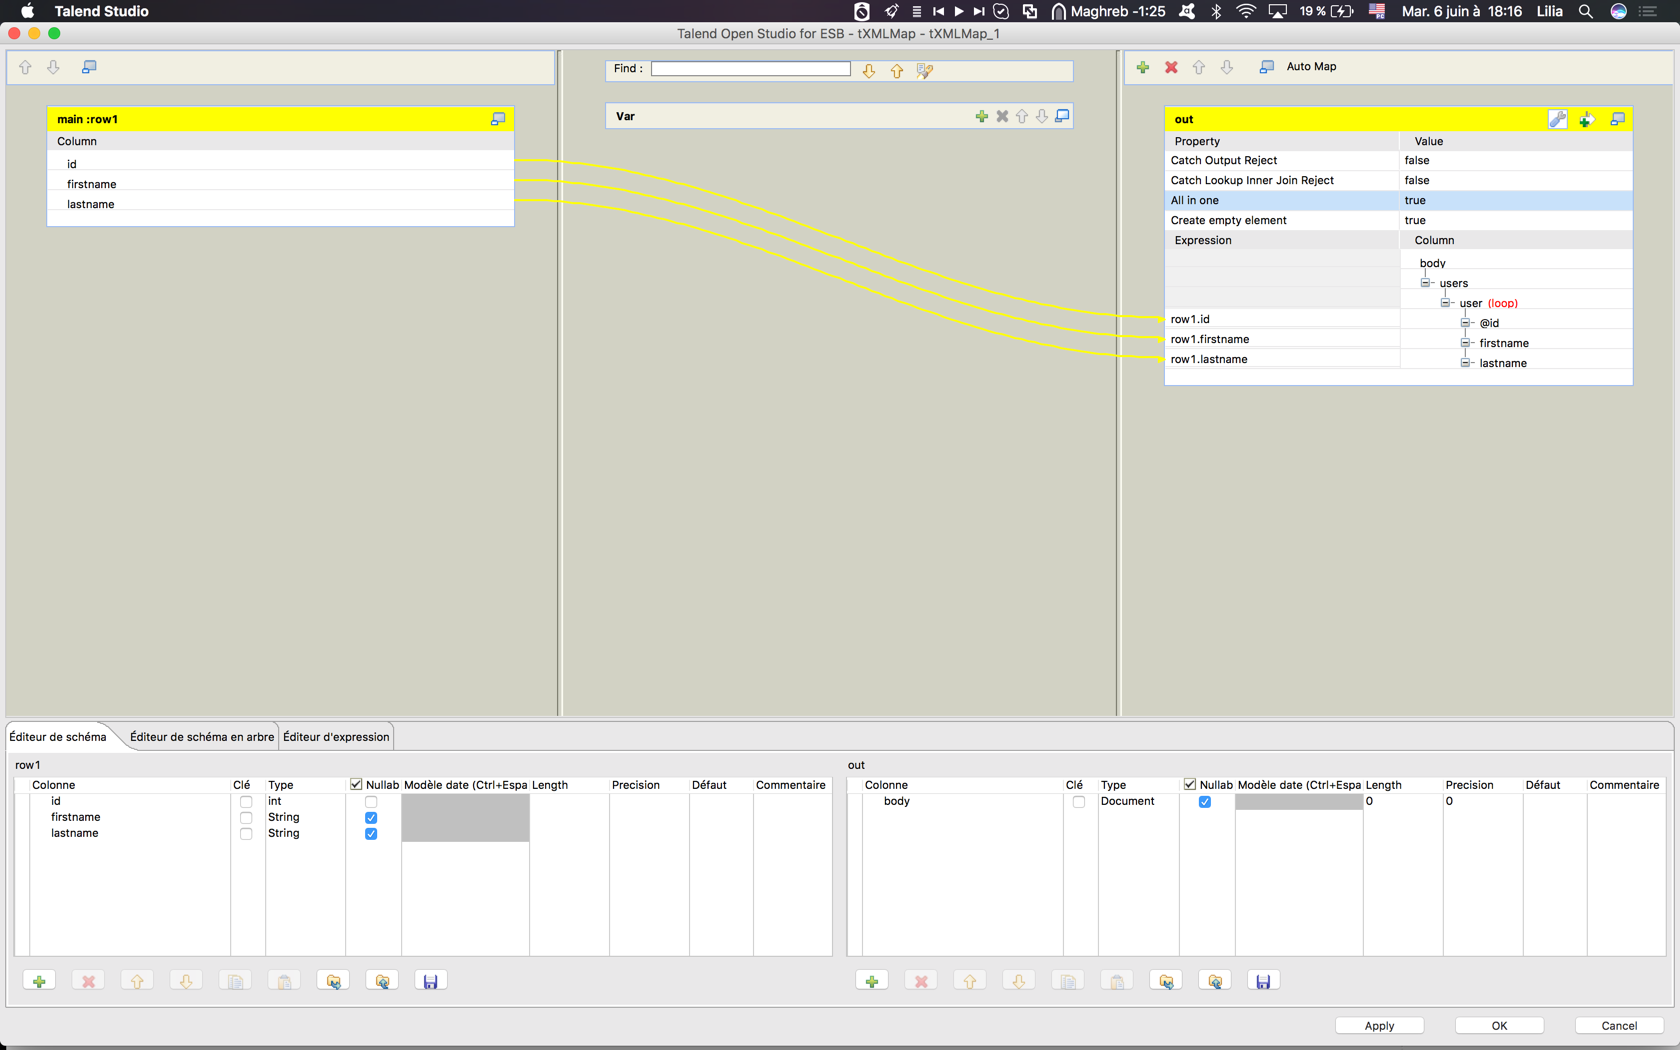 Talend Studio Maghreb -1:25 19 % Mar. 6 juin à 18:16 Lilia
Talend Open Studio for ESB - tXMLMap - tXMLMap_1
Find :
Auto Map
main :row1
Column
id
firstname
lastname
Var
out
Property Value
Catch Output Reject false
Catch Lookup Inner Join Reject false
All in one true
Create empty element true
Expression Column
body
users
user (loop)
row1.id @id
row1.firstname firstname
row1.lastname lastname
Éditeur de schéma Éditeur de schéma en arbre Éditeur d'expression
row1
Colonne Clé Type Nullab Modèle date (Ctrl+Espa Length Precision Défaut Commentaire
id int
firstname String
lastname String
out
Colonne Clé Type Nullab Modèle date (Ctrl+Espa Length Precision Défaut Commentaire
body Document 0 0
Apply OK Cancel